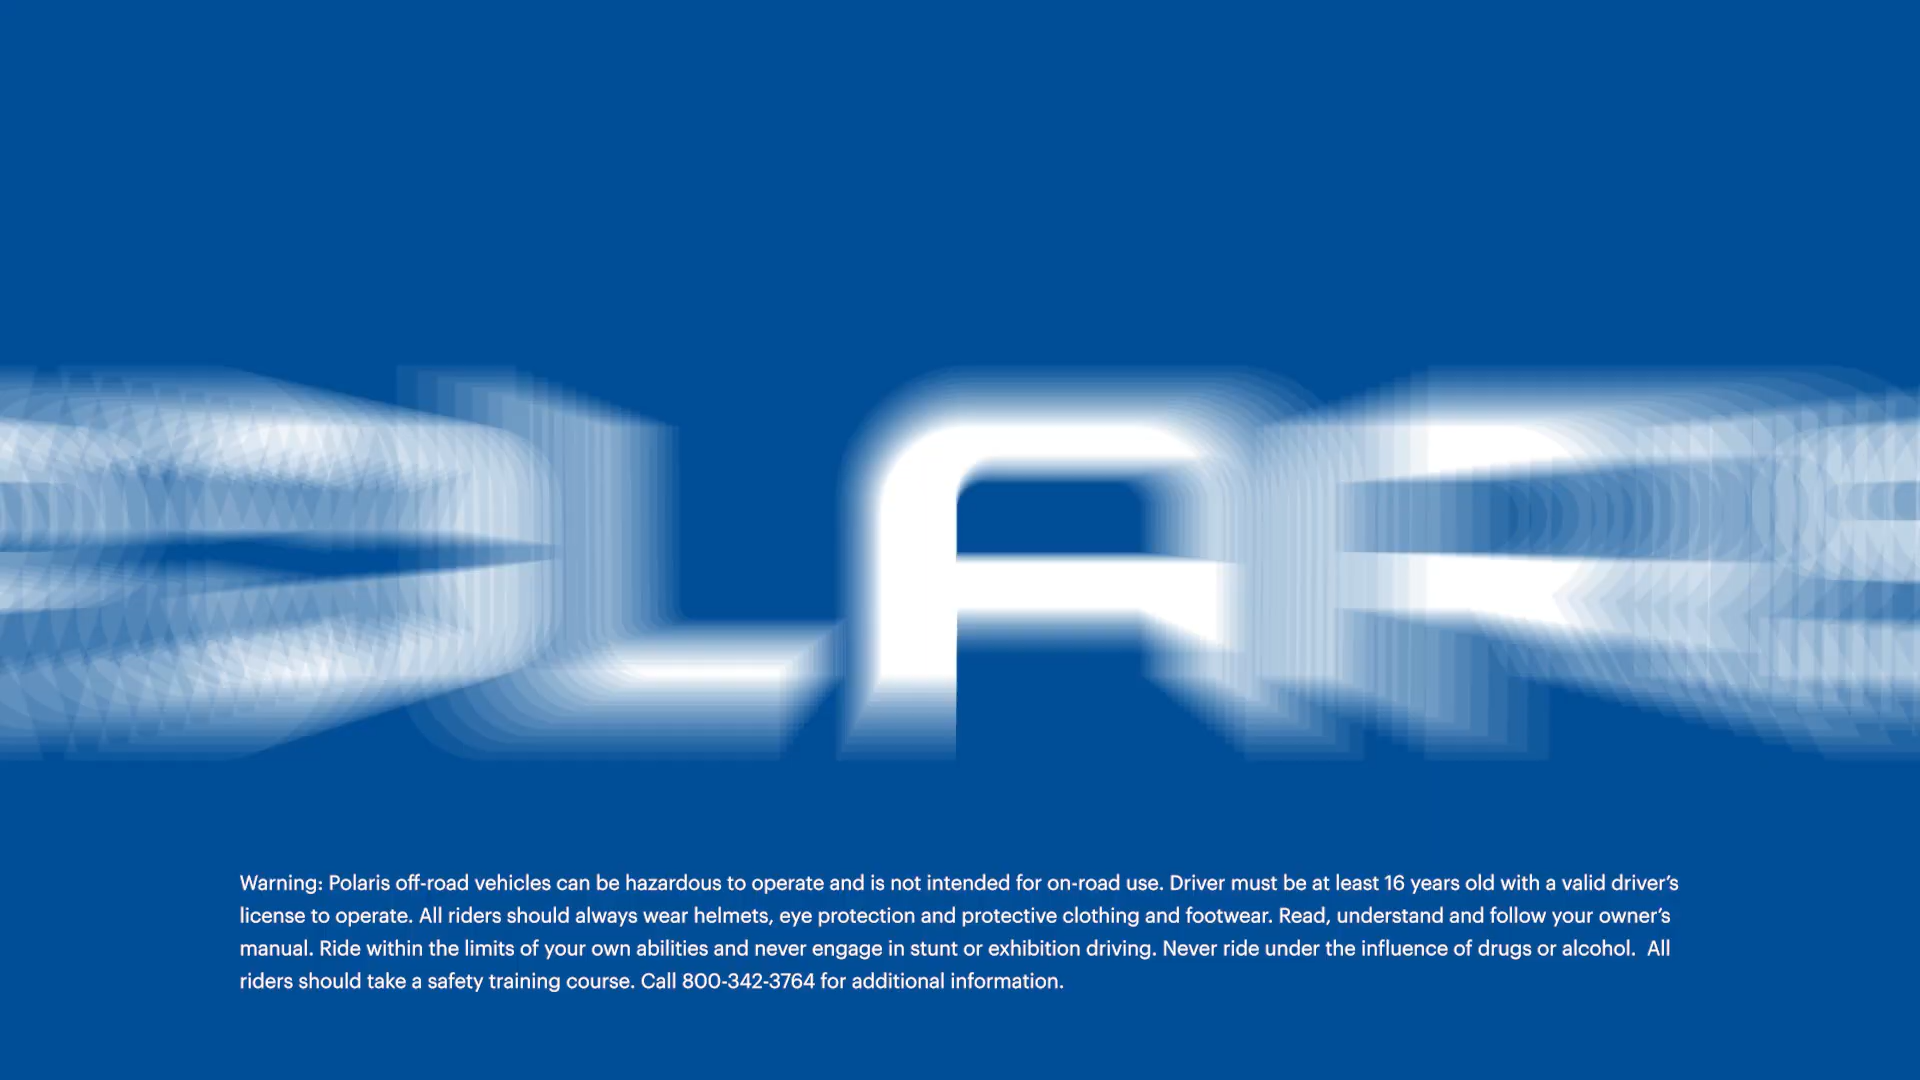 LAR
Warning: Polaris off-road vehicles can be hazardous to operate and is not intended for on-road use. Driver must be at least 16 years old with a valid driver’s
license to operate. All riders should always wear helmets, eye protection and protective clothing and footwear. Read, understand and follow your owner’s
manual. Ride within the limits of your own abilities and never engage in stunt or exhibition driving. Never ride under the influence of drugs or alcohol.  All
riders should take a safety training course. Call 800-342-3764 for additional information.